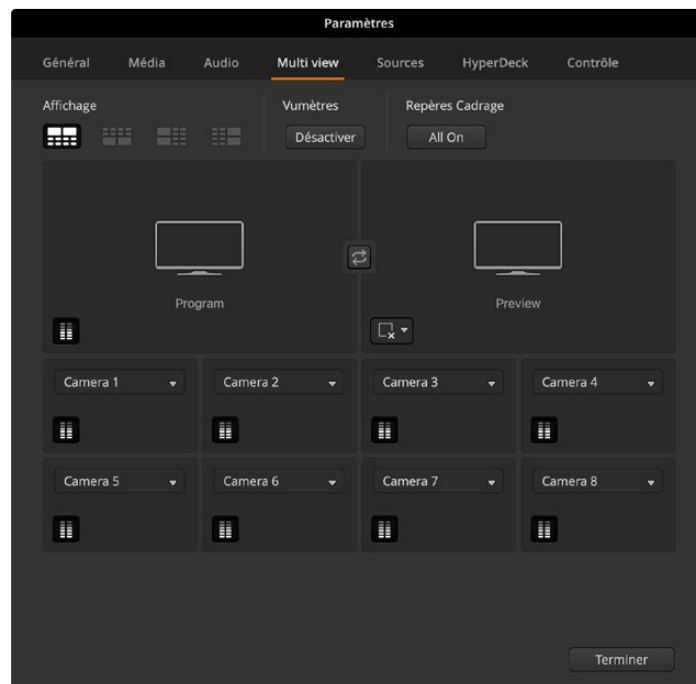 Paramètres
Général Média Audio Multi view Sources HyperDeck Contrôle
Affichage Vumètres Repères Cadrage
Désactiver All On
Program Preview
Camera 1 Camera 2 Camera 3 Camera 4
Camera 5 Camera 6 Camera 7 Camera 8
Terminer